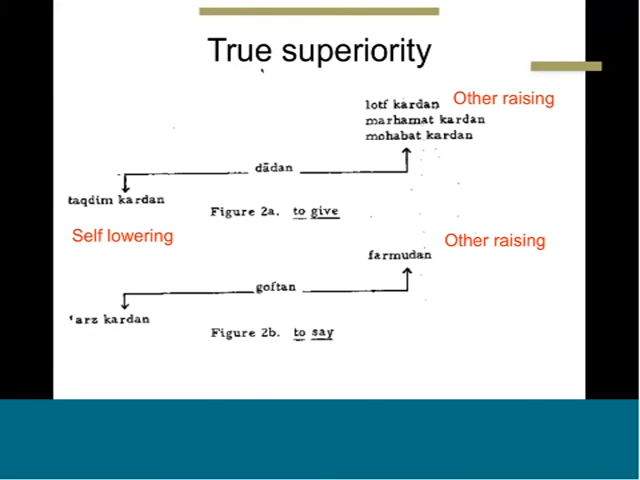 True superiority
lotf kardan Other raising
marhamat kardan
mohabat kardan
dādan
taqdim kardan
Figure 2a. to give
Self lowering
Other raising
farmudan
goftan
'arz kardan
Figure 2b. to say